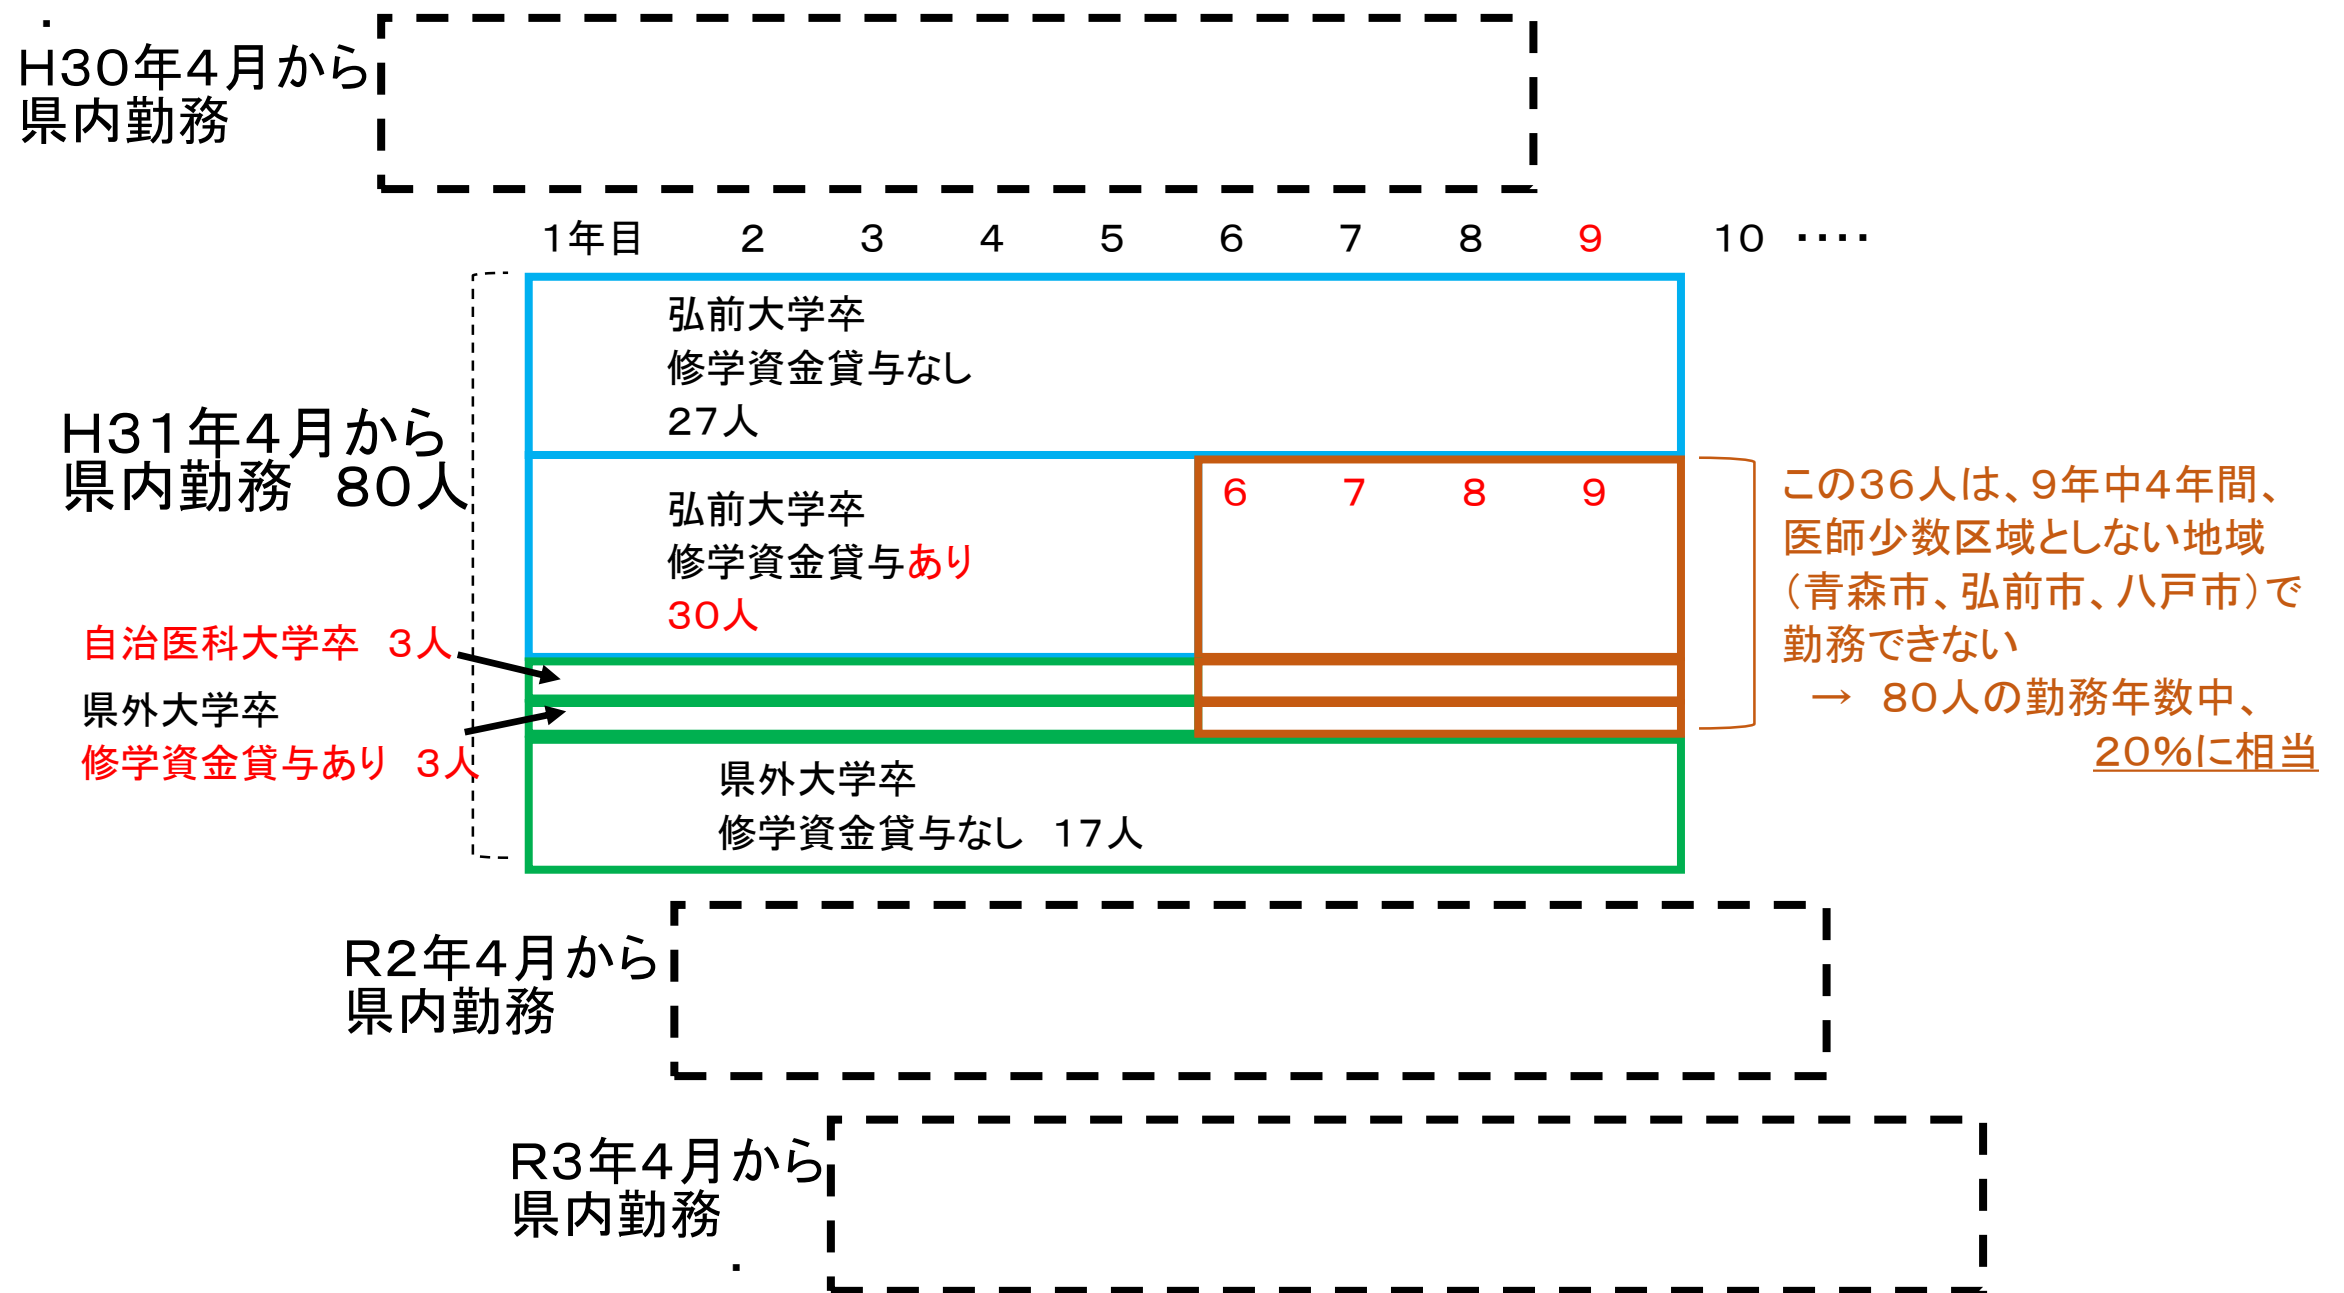 .
H30年4月から
県内勤務
1年目 2 3 4 5 6 7 8 9 10 ････
弘前大学卒
修学資金貸与なし
27人
H31年4月から
県内勤務 80人
弘前大学卒
修学資金貸与あり
30人
6 7 8 9
この36人は、9年中4年間、
医師少数区域としない地域
（青森市、弘前市、八戸市）で
勤務できない
→ 80人の勤務年数中、
20%に相当
自治医科大学卒 3人
県外大学卒
修学資金貸与あり 3人
県外大学卒
修学資金貸与なし 17人
R2年4月から
県内勤務
R3年4月から
県内勤務
.